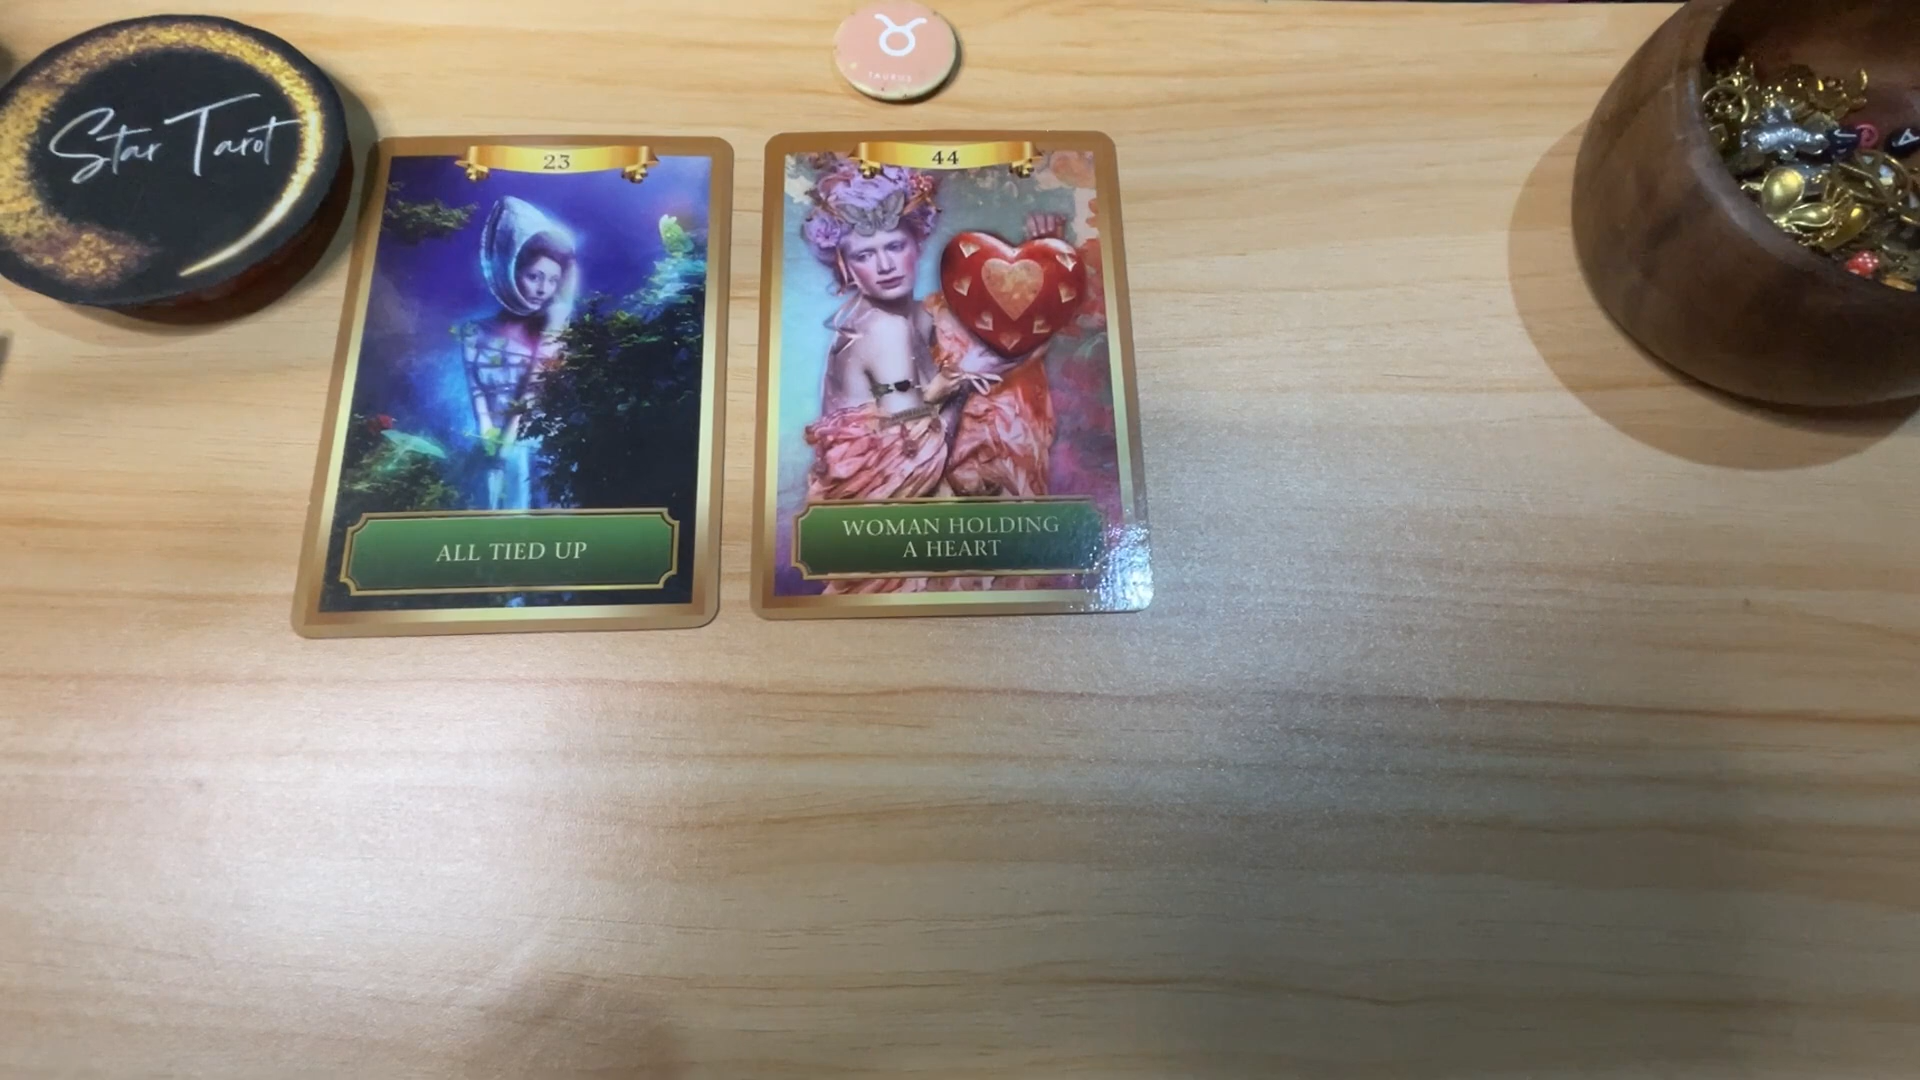 Star Tarot
TAURUS
23
ALL TIED UP
44
WOMAN HOLDING
A HEART